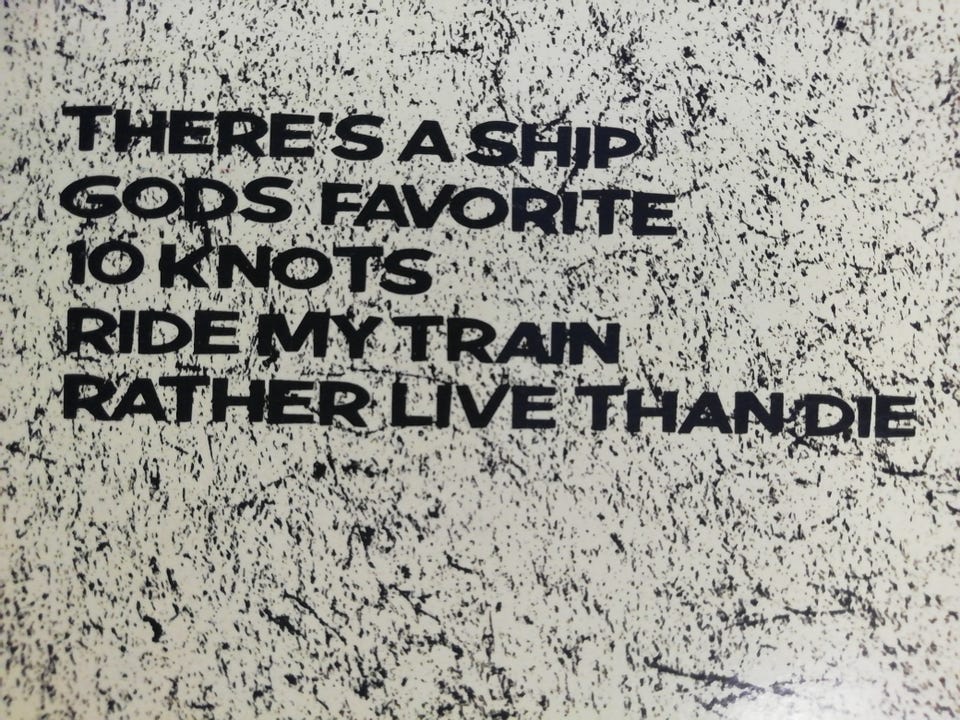 THERE'S A SHIP
GODS FAVORITE
10 KNOTS
RIDE MY TRAIN
RATHER LIVE THAN DIE